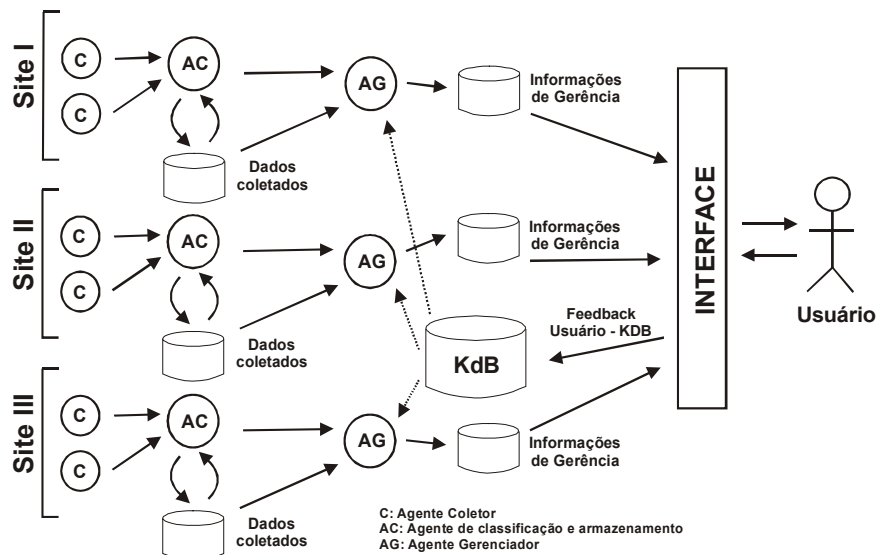 Site I
C
C
AC
AG
Dados
coletados
Informações
de Gerência
Site II
C
C
AC
AG
Dados
coletados
Informações
de Gerência
Site III
C
C
AC
AG
Dados
coletados
Informações
de Gerência
KdB
Feedback
Usuário - KDB
INTERFACE
Usuário
C: Agente Coletor
AC: Agente de classificação e armazenamento
AG: Agente Gerenciador